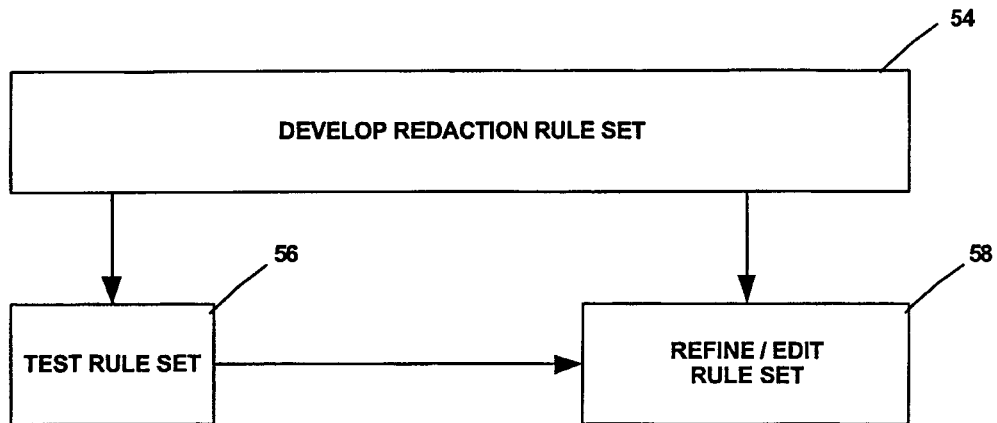 54
DEVELOP REDACTION RULE SET
56
58
TEST RULE SET
REFINE / EDIT
RULE SET